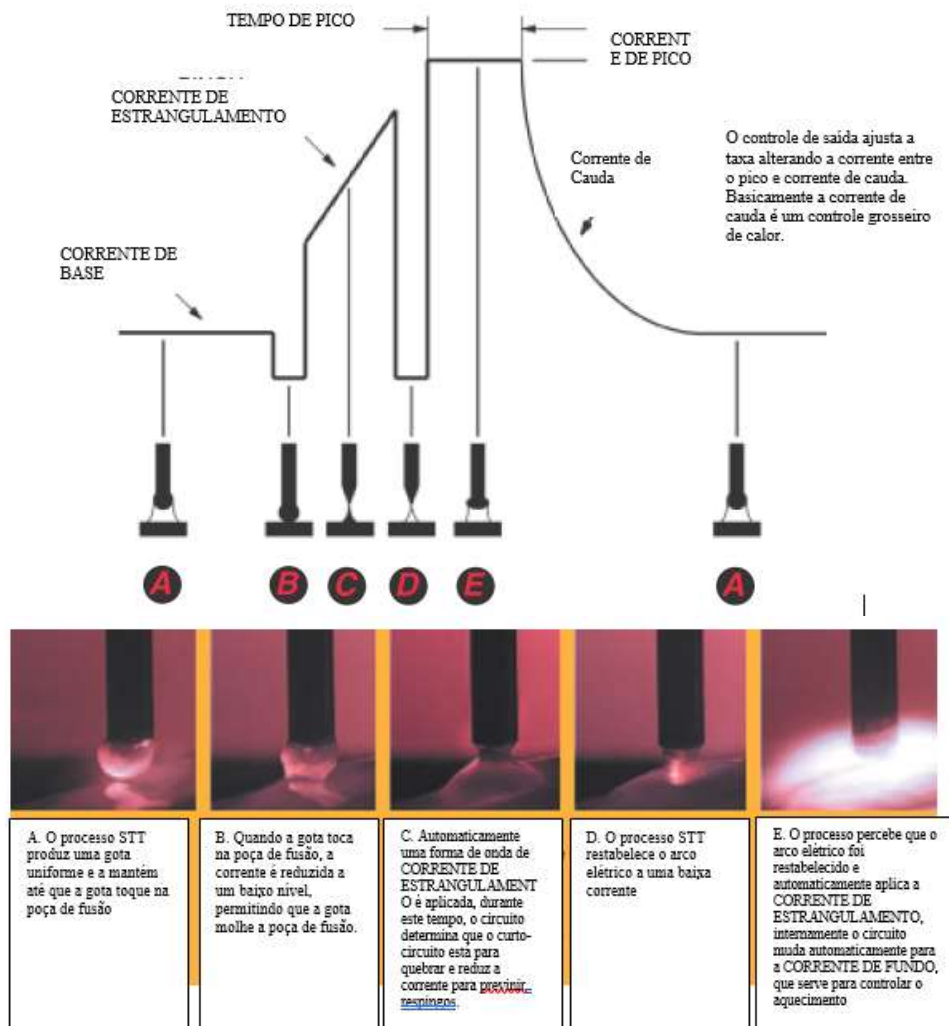 TEMPO DE PICO
CORRENT
E DE PICO
CORRENTE DE
ESTRANGULAMENTO
O controle de saída ajusta a
taxa alterando a corrente entre
o pico e corrente de cauda.
Basicamente a corrente de
cauda é um controle grosseiro
de calor.
Corrente de
Cauda
CORRENTE DE
BASE
A
B
C
D
E
A
A. O processo STT
produz uma gota
uniforme e a mantém
até que a gota toque na
poça de fusão
B. Quando a gota toca
na poça de fusão, a
corrente é reduzida a
um baixo nivel,
permitindo que a gota
molhe a poça de fusão.
C. Automaticamente
uma forma de onda de
CORRENTE DE
ESTRANGULAMENT
O é aplicada, durante
este tempo, o circuito
determina que o curto-
circuito está para
quebrar e reduz a
corrente para previnir
respingos.
D. O processo STT
restabelece o arco
elétrico a uma baixa
corrente
E. O processo percebe que o
arco elétrico foi
restabelecido e
automaticamente aplica a
CORRENTE DE
ESTRANGULAMENTO,
internamente o circuito
muda automaticamente para
a CORRENTE DE FUNDO,
que serve para controlar o
aquecimento